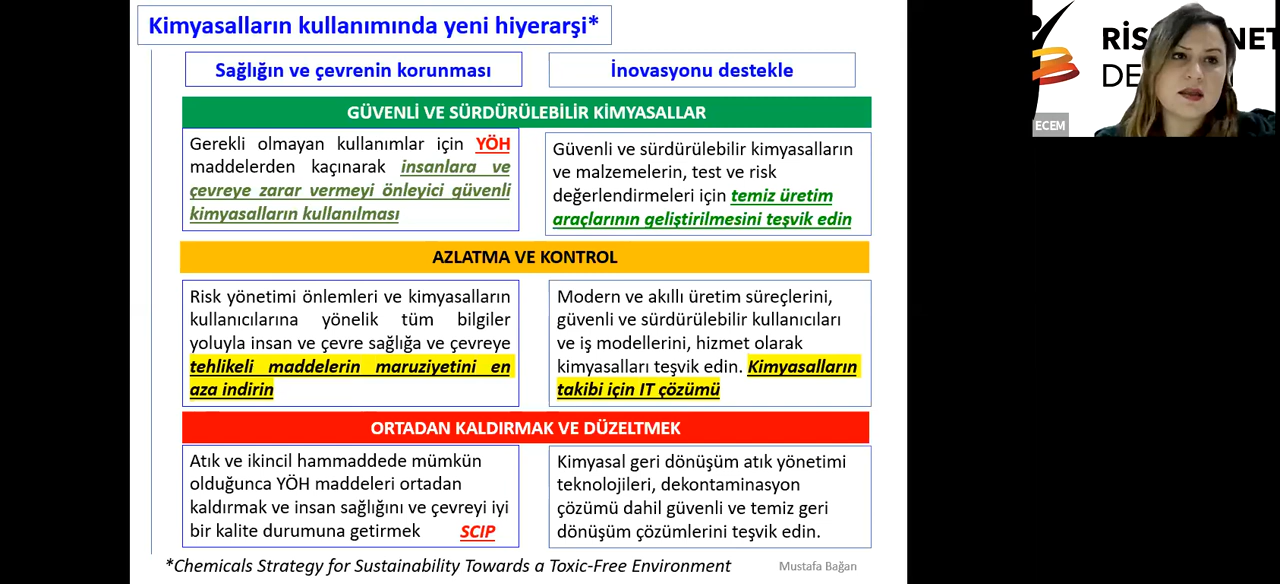 Kimyasalların kullanımında yeni hiyerarşi*
Sağlığın ve çevrenin korunması
İnovasyonu destekle
GÜVENLİ VE SÜRDÜRÜLEBİLİR KİMYASALLAR
Gerekli olmayan kullanımlar için YÖH
maddelerden kaçınarak insanlara ve
çevreye zarar vermeyi önleyici güvenli
kimyasalların kullanılması
Güvenli ve sürdürülebilir kimyasalların
ve malzemelerin, test ve risk
değerlendirmeleri için temiz üretim
araçlarının geliştirilmesini teşvik edin
AZLATMA VE KONTROL
Risk yönetimi önlemleri ve kimyasalların
kullanıcılarına yönelik tüm bilgiler
yoluyla insan ve çevre sağlığa ve çevreye
tehlikeli maddelerin maruziyetini en
aza indirin
Modern ve akıllı üretim süreçlerini,
güvenli ve sürdürülebilir kullanıcıları
ve iş modellerini, hizmet olarak
kimyasalları teşvik edin. Kimyasalların
takibi için IT çözümü
ORTADAN KALDIRMAK VE DÜZELTMEK
Atık ve ikincil hammaddede mümkün
olduğunca YÖH maddeleri ortadan
kaldırmak ve insan sağlığını ve çevreyi iyi
bir kalite durumuna getirmek SCIP
Kimyasal geri dönüşüm atık yönetimi
teknolojileri, dekontaminasyon
çözümü dahil güvenli ve temiz geri
dönüşüm çözümlerini teşvik edin.
*Chemicals Strategy for Sustainability Towards a Toxic-Free Environment
Mustafa Bağan
ECEM